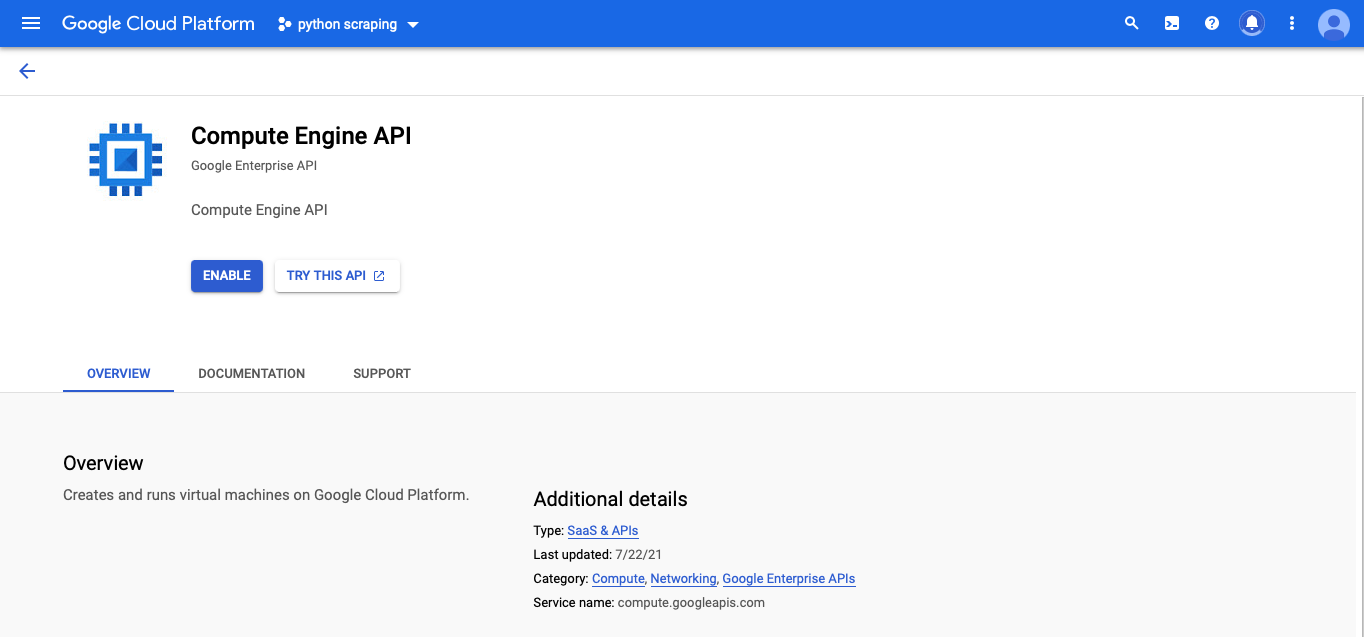 Google Cloud Platform python scraping
Compute Engine API
Google Enterprise API
Compute Engine API
ENABLE TRY THIS API
OVERVIEW DOCUMENTATION SUPPORT
Overview
Creates and runs virtual machines on Google Cloud Platform.
Additional details
Type: SaaS & APIs
Last updated: 7/22/21
Category: Compute, Networking, Google Enterprise APIs
Service name: compute.googleapis.com